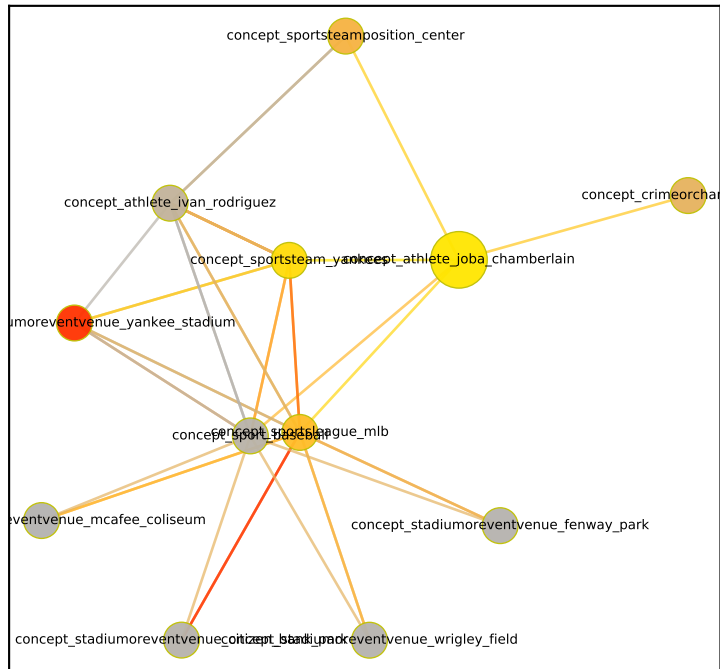 concept_sportsteamposition_center
concept_crimeorchar
concept_athlete_ivan_rodriguez
concept_sportsteam_yankees
concept_athlete_joba_chamberlain
umoreventvenue_yankee_stadium
concept_sport_baseball
concept_sportsleague_mlb
eventvenue_mcafee_coliseum
concept_stadiumoreventvenue_fenway_park
concept_stadiumoreventvenue_citizen_bank_park
concept_stadiumoreventvenue_wrigley_field